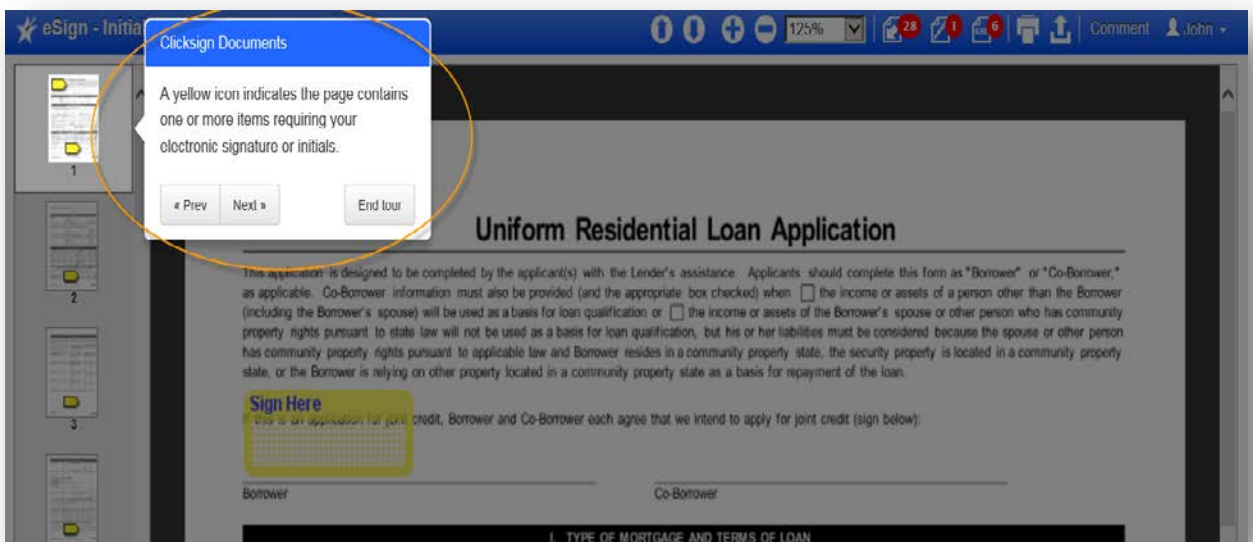 eSign - Initia
125%
28
1
6
Comment
John
Clicksign Documents
A yellow icon indicates the page contains
one or more items requiring your
electronic signature or initials.
« Prev
Next »
End tour
1
2
3
Uniform Residential Loan Application
This application is designed to be completed by the applicant(s) with the Lender's assistance. Applicants should complete this form as "Borrower" or "Co-Borrower,"
as applicable. Co-Borrower information must also be provided (and the appropriate box checked) when the income or assets of a person other than the Borrower
(including the Borrower's spouse) will be used as a basis for loan qualification or the income or assets of the Borrower's spouse or other person who has community
property rights pursuant to state law will not be used as a basis for loan qualification, but his or her liabilities must be considered because the spouse or other person
has community property rights pursuant to applicable law and Borrower resides in a community property state, the security property is located in a community property
state, or the Borrower is relying on other property located in a community property state as a basis for repayment of the loan.
Sign Here
If this is an application for joint credit, Borrower and Co-Borrower each agree that we intend to apply for joint credit (sign below):
Borrower
Co-Borrower
I. TYPE OF MORTGAGE AND TERMS OF LOAN